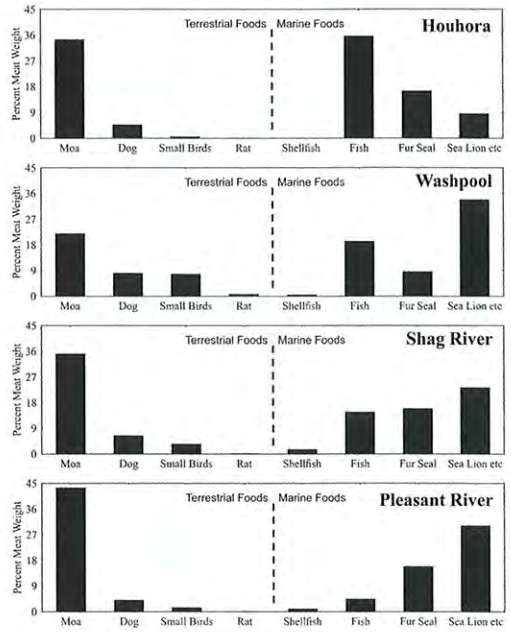 45
Terrestrial Foods Marine Foods
Houhora
36
27
18
9
0
Percent Meat Weight
Moa Dog Small Birds Rat Shellfish Fish Fur Seal Sea Lion etc
45
Terrestrial Foods Marine Foods
Washpool
36
27
18
9
0
Percent Meat Weight
Moa Dog Small Birds Rat Shellfish Fish Fur Seal Sea Lion etc
45
Terrestrial Foods Marine Foods
Shag River
36
27
18
9
0
Percent Meat Weight
Moa Dog Small Birds Rat Shellfish Fish Fur Seal Sea Lion etc
45
Terrestrial Foods Marine Foods
Pleasant River
36
27
18
9
0
Percent Meat Weight
Moa Dog Small Birds Rat Shellfish Fish Fur Seal Sea Lion etc